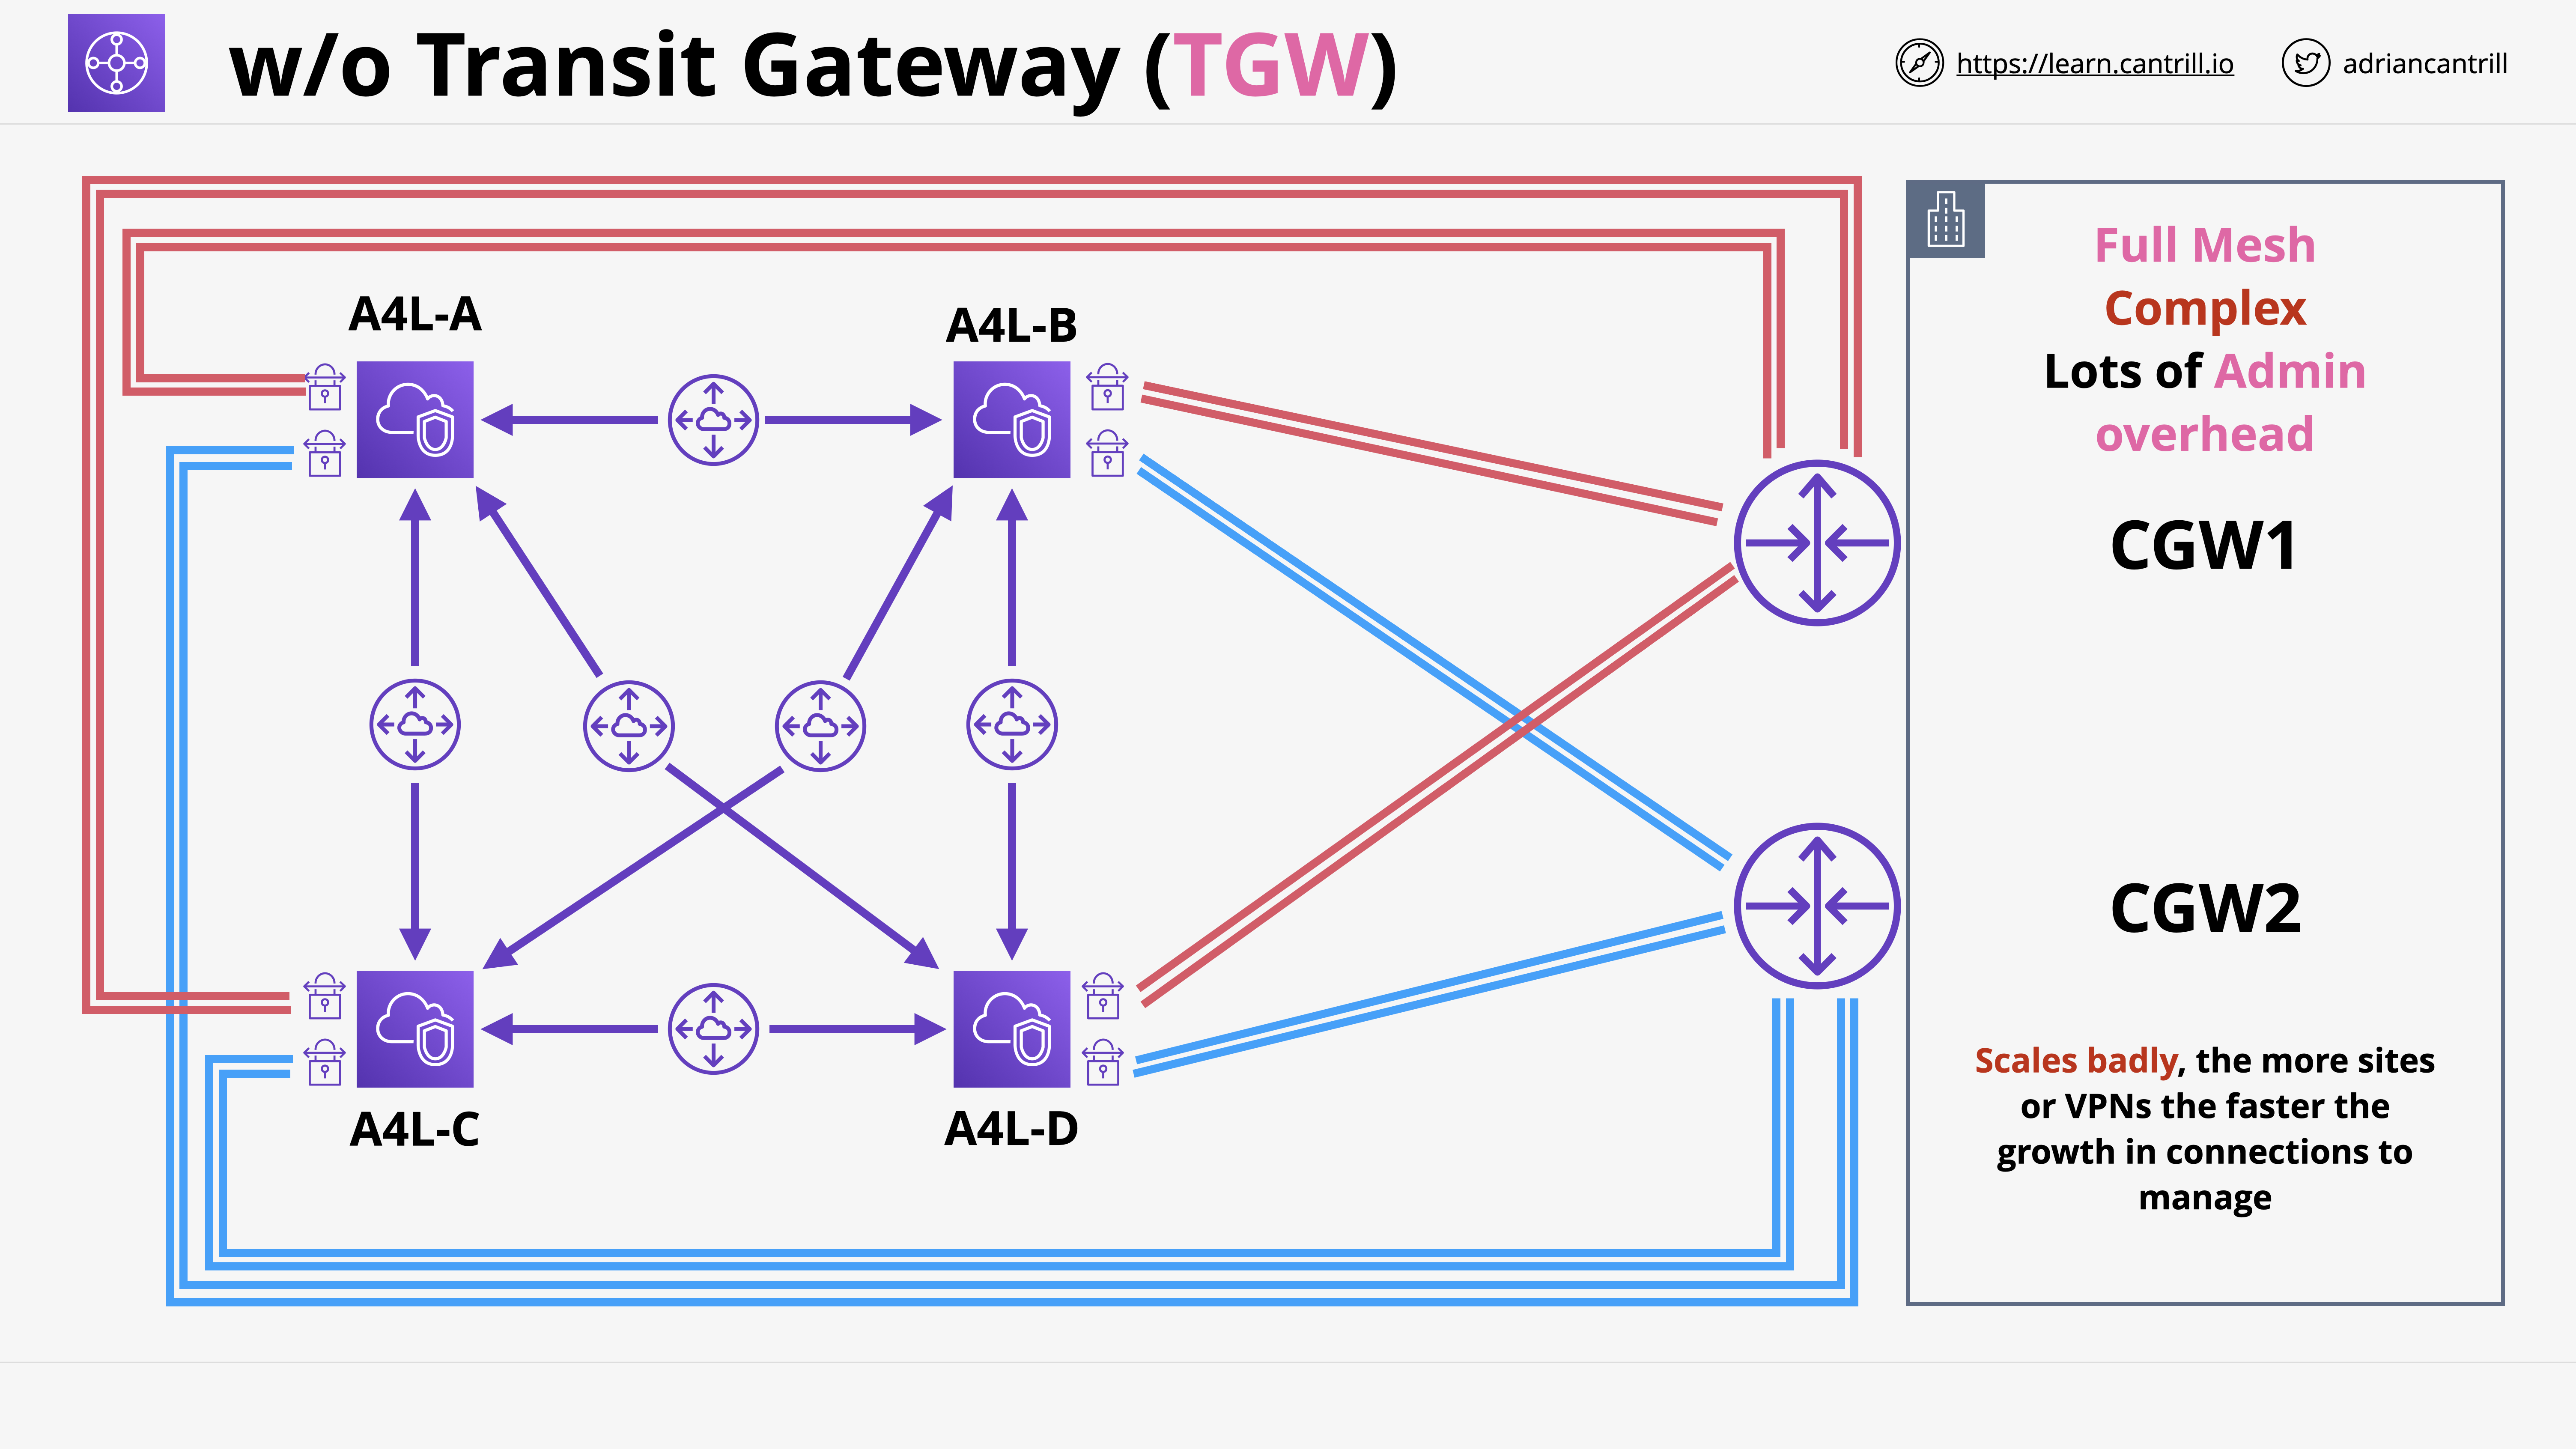 w/o Transit Gateway (TGW)
https://learn.cantrill.io
adriancantrill
A4L-A
A4L-B
A4L-C
A4L-D
Full Mesh
Complex
Lots of Admin
overhead
CGW1
CGW2
Scales badly, the more sites
or VPNs the faster the
growth in connections to
manage